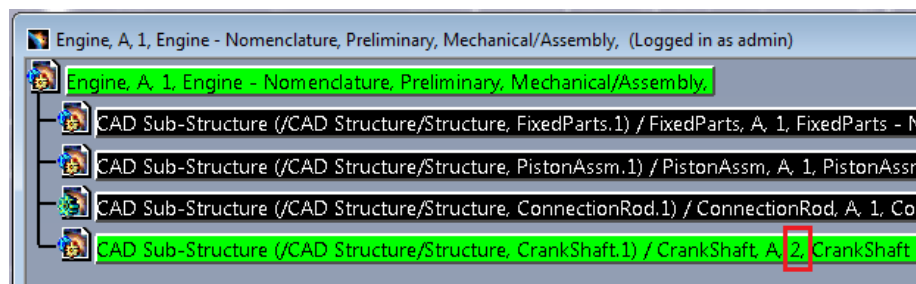 Engine, A, 1, Engine - Nomenclature, Preliminary, Mechanical/Assembly, (Logged in as admin)
Engine, A, 1, Engine - Nomenclature, Preliminary, Mechanical/Assembly,
CAD Sub-Structure (/CAD Structure/Structure, FixedParts.1) / FixedParts, A, 1, FixedParts -
CAD Sub-Structure (/CAD Structure/Structure, PistonAssm.1) / PistonAssm, A, 1,
CAD Sub-Structure (/CAD Structure/Structure, ConnectionRod.1) / ConnectionRod, A, 1,
CAD Sub-Structure (/CAD Structure/Structure, CrankShaft.1) / CrankShaft, A, 2, CrankShaft